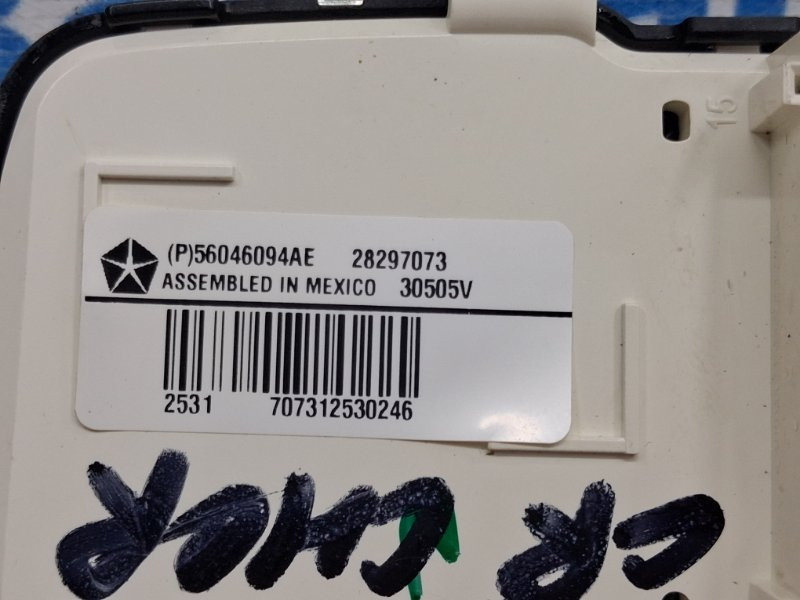 15
(P)56046094AE 28297073
ASSEMBLED IN MEXICO 30505V
2531 707312530246